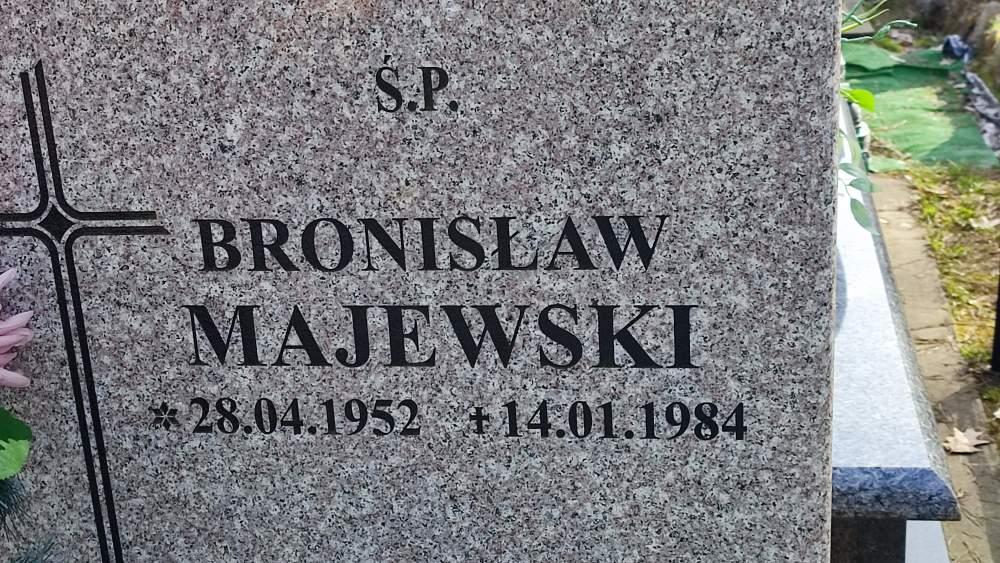 Ś.P.
BRONISŁAW
MAJEWSKI
* 28.04.1952 ✝14.01.1984